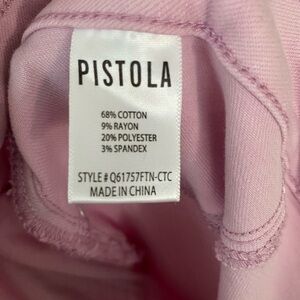 PISTOLA
68% COTTON
9% RAYON
20% POLYESTER
3% SPANDEX
STYLE # Q61757FTN-CTC
MADE IN CHINA